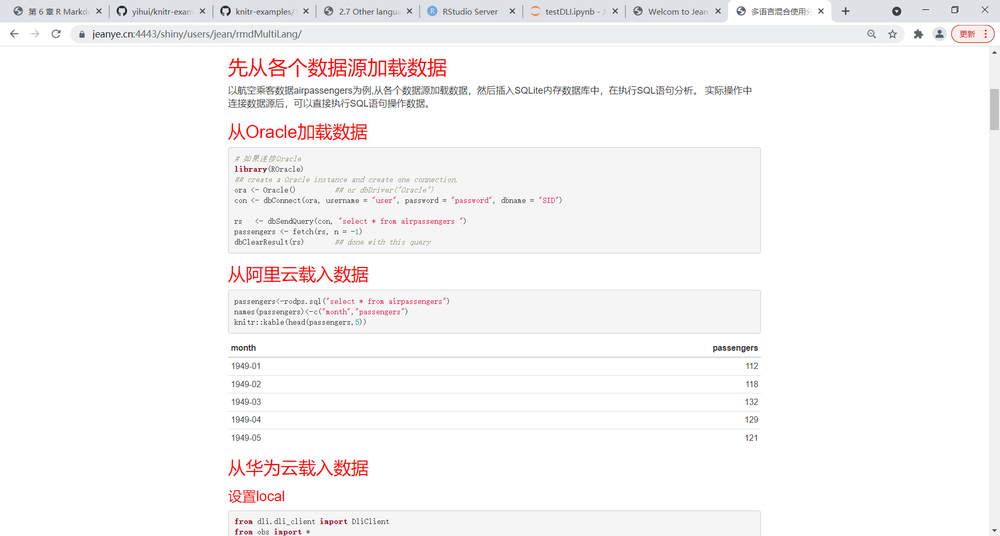 第 6 章 R Markdo
yihui/knitr-exam
knitr-examples/1
2.7 Other langua
RStudio Server
testDLI.ipynb - J
Welcom to Jean
多语言混合使用分
jeanye.cn:4443/shiny/users/jean/rmdMultiLang/
更新
先从各个数据源加载数据
以航空乘客数据airpassengers为例,从各个数据源加载数据，然后插入SQLite内存数据库中，在执行SQL语句分析。 实际操作中
连接数据源后，可以直接执行SQL语句操作数据。
从Oracle加载数据
# 如果连接Oracle
library(ROracle)
## create a Oracle instance and create one connection.
ora <- Oracle()         ## or dbDriver("Oracle")
con <- dbConnect(ora, username = "user", password = "password", dbname = "SID")
rs   <- dbSendQuery(con, "select * from airpassengers ")
passengers <- fetch(rs, n = -1)
dbClearResult(rs)       ## done with this query
从阿里云载入数据
passengers<-rodps.sql("select * from airpassengers")
names(passengers)<-c("month","passengers")
knitr::kable(head(passengers,5))
month passengers
1949-01 112
1949-02 118
1949-03 132
1949-04 129
1949-05 121
从华为云载入数据
设置local
from dli.dli_client import DliClient
from obs import *